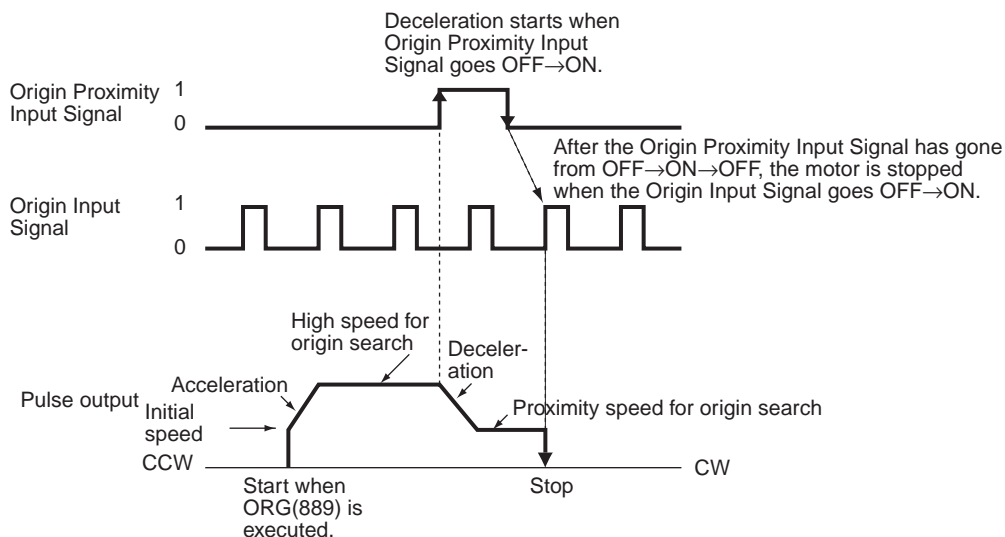 Deceleration starts when
Origin Proximity Input
Signal goes OFF→ON.
Origin Proximity
Input Signal
1
0
After the Origin Proximity Input Signal has gone
from OFF→ON→OFF, the motor is stopped
when the Origin Input Signal goes OFF→ON.
Origin Input
Signal
1
0
High speed for
origin search
Deceler-
ation
Acceleration
Pulse output
Initial
speed
Proximity speed for origin search
CCW
CW
Start when
ORG(889) is
executed.
Stop